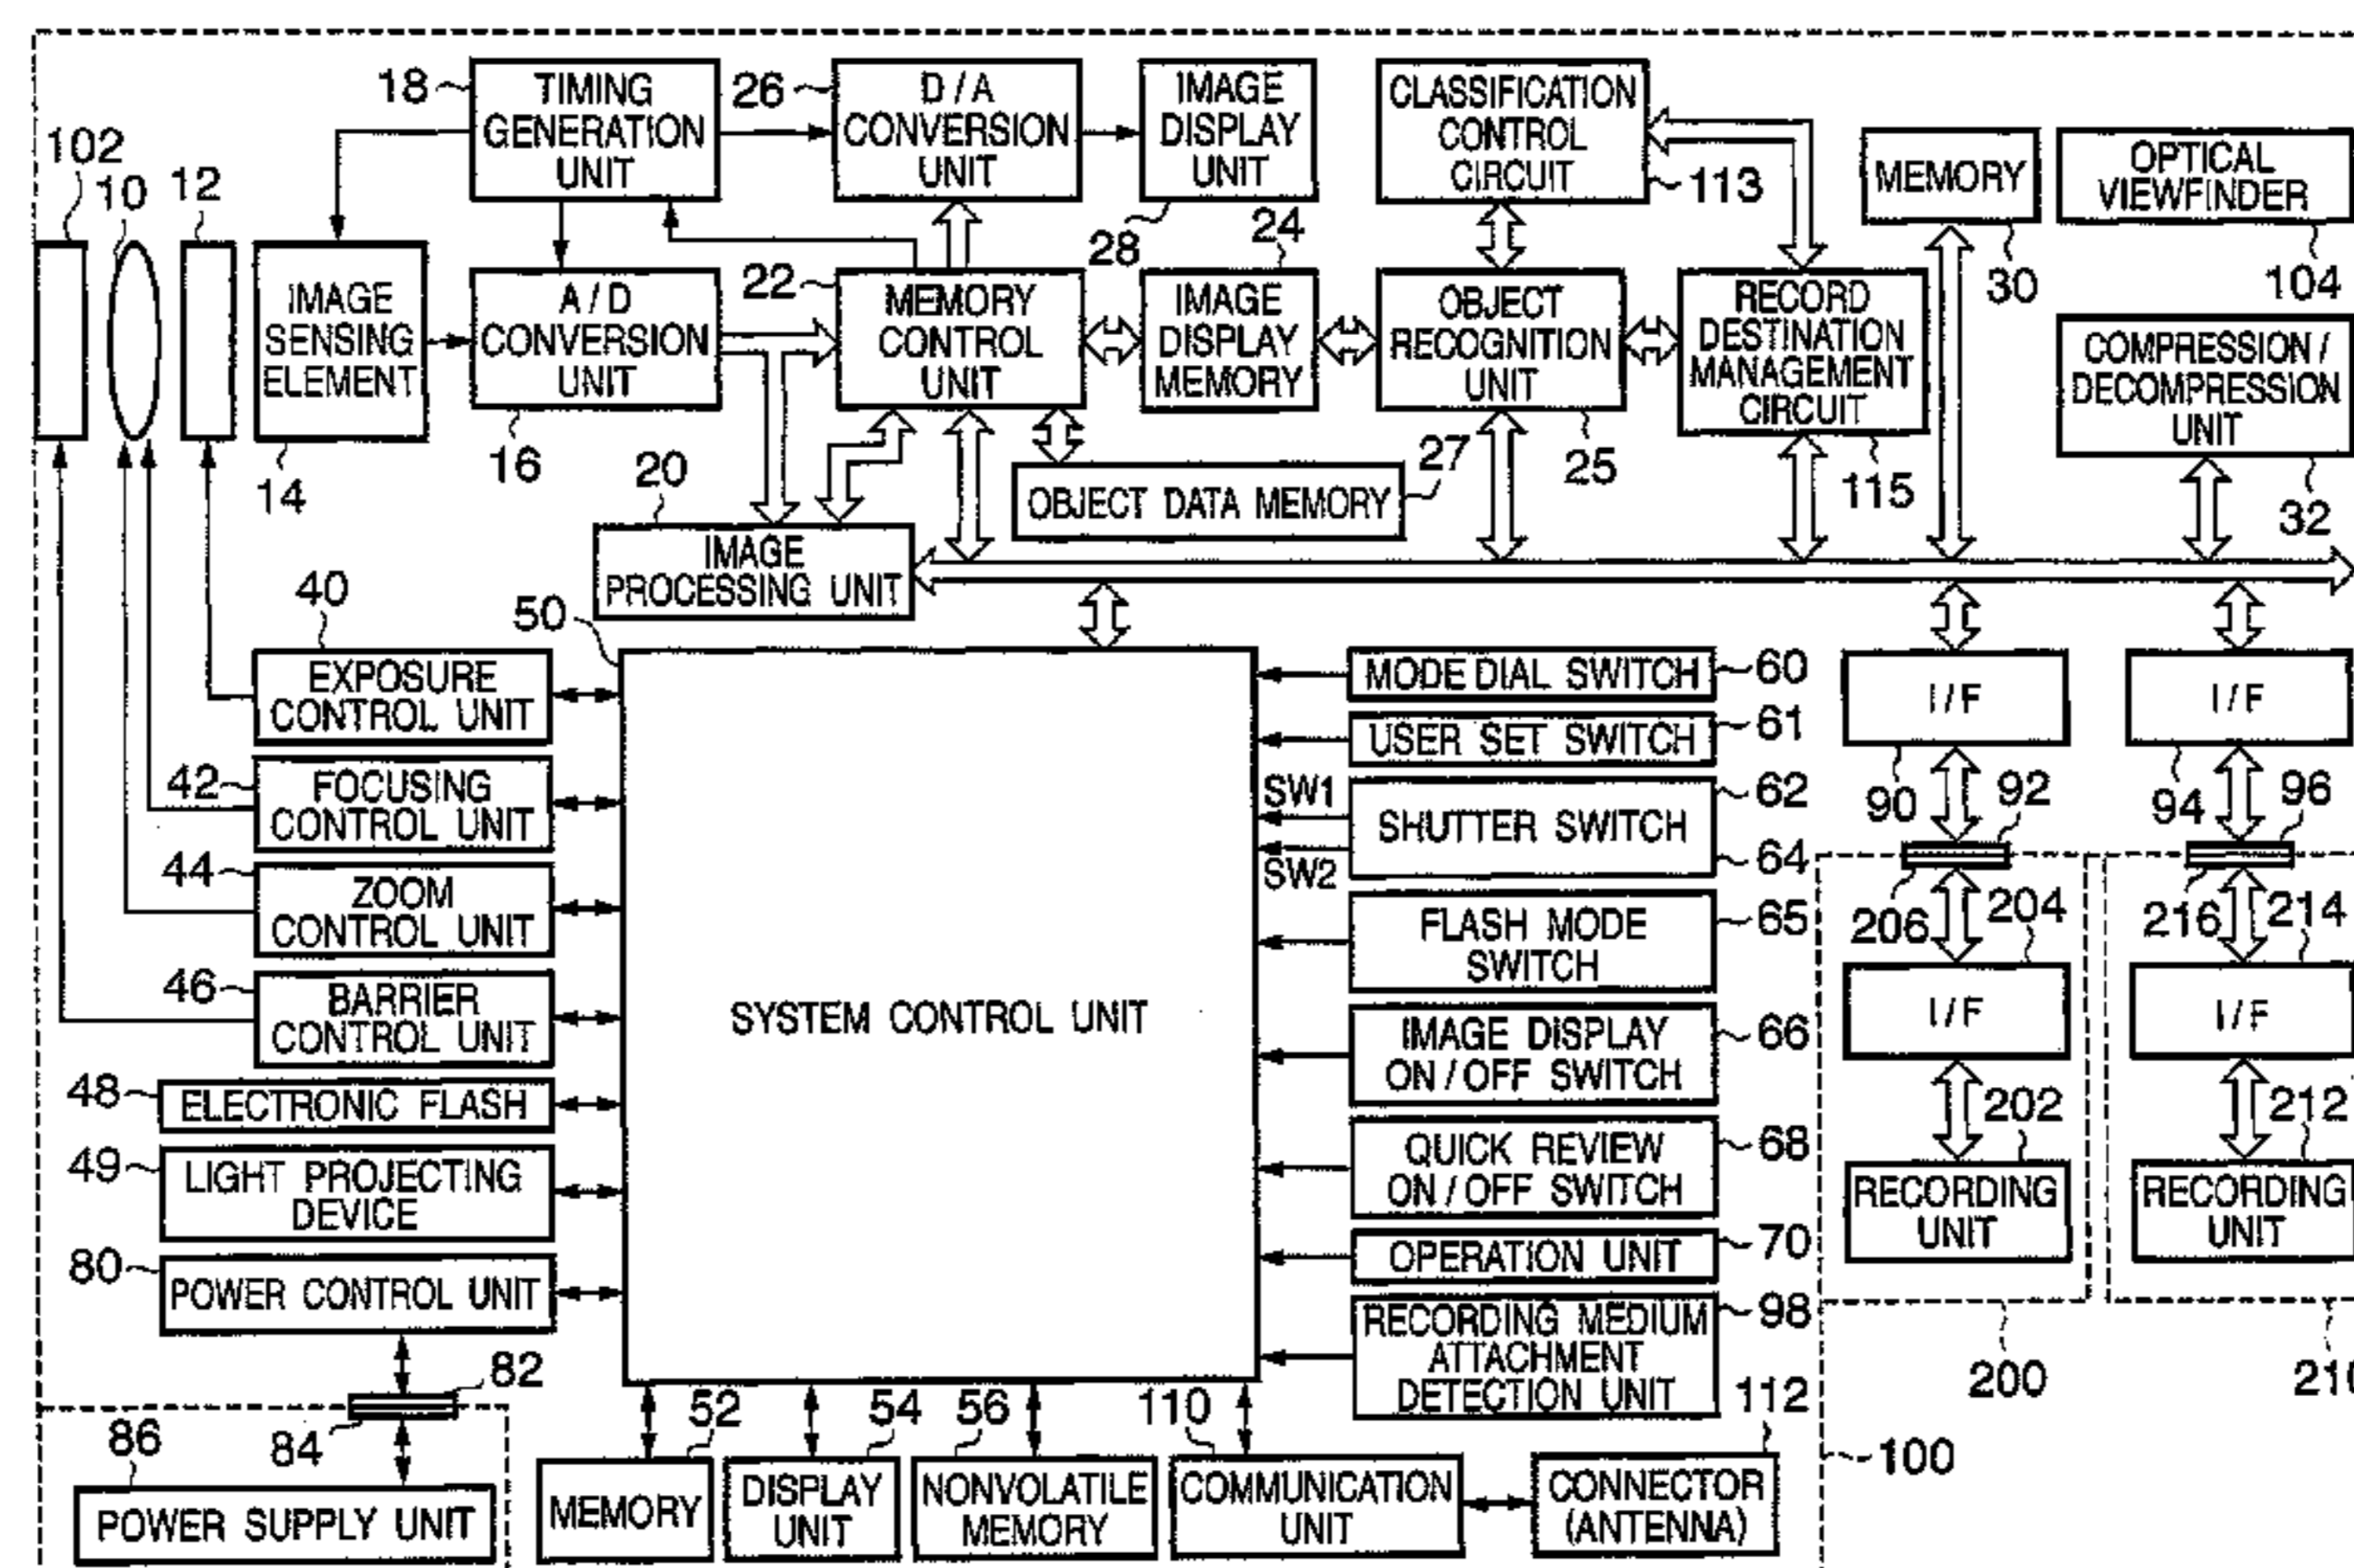 18
TIMING
GENERATION
UNIT
26
D / A
CONVERSION
UNIT
IMAGE
DISPLAY
UNIT
28
CLASSIFICATION
CONTROL
CIRCUIT
113
MEMORY
30
OPTICAL
VIEWFINDER
104
102
10
12
IMAGE
SENSING
ELEMENT
14
A / D
CONVERSION
UNIT
16
22
MEMORY
CONTROL
UNIT
24
IMAGE
DISPLAY
MEMORY
OBJECT
RECOGNITION
UNIT
25
RECORD
DESTINATION
MANAGEMENT
CIRCUIT
115
COMPRESSION /
DECOMPRESSION
UNIT
32
20
IMAGE
PROCESSING UNIT
OBJECT DATA MEMORY
27
40
EXPOSURE
CONTROL UNIT
42
FOCUSING
CONTROL UNIT
44
ZOOM
CONTROL UNIT
46
BARRIER
CONTROL UNIT
48
ELECTRONIC FLASH
49
LIGHT PROJECTING
DEVICE
80
POWER CONTROL UNIT
82
84
86
POWER SUPPLY UNIT
50
SYSTEM CONTROL UNIT
MODE DIAL SWITCH
60
USER SET SWITCH
61
SW1
SW2
SHUTTER SWITCH
62
64
FLASH MODE
SWITCH
65
IMAGE DISPLAY
ON / OFF SWITCH
66
QUICK REVIEW
ON / OFF SWITCH
68
OPERATION UNIT
70
RECORDING MEDIUM
ATTACHMENT
DETECTION UNIT
98
52
MEMORY
54
DISPLAY
UNIT
56
NONVOLATILE
MEMORY
110
COMMUNICATION
UNIT
112
CONNECTOR
(ANTENNA)
I / F
90
92
206
204
I / F
202
RECORDING
UNIT
200
I / F
94
96
216
214
I / F
212
RECORDING
UNIT
210
100